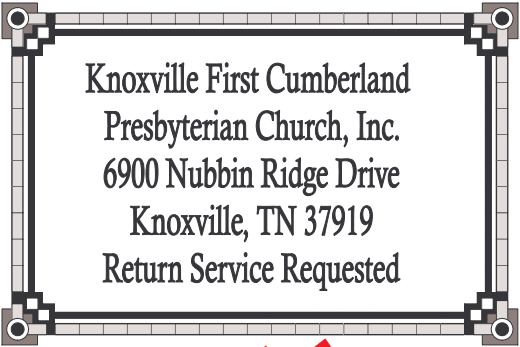 Knoxville First Cumberland
Presbyterian Church, Inc.
6900 Nubbin Ridge Drive
Knoxville, TN 37919
Return Service Requested